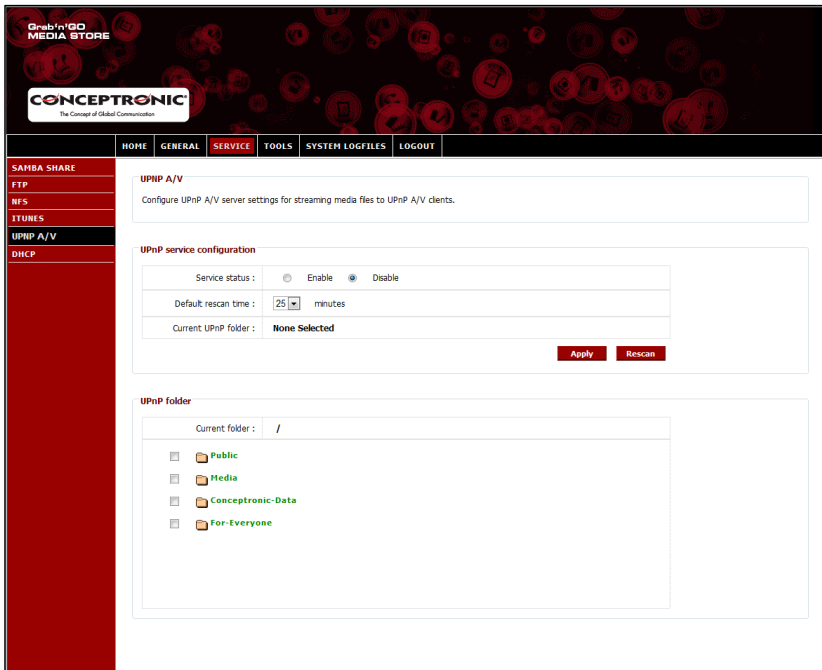 Grab'n'GO
MEDIA STORE
CONCEPTRONIC
The Concept of Global Communication
HOME GENERAL SERVICE TOOLS SYSTEM LOGFILES LOGOUT
SAMBA SHARE
FTP
NFS
ITUNES
UPNP A/V
DHCP
UPNP A/V
Configure UPnP A/V server settings for streaming media files to UPnP A/V clients.
UPnP service configuration
Service status : Enable Disable
Default rescan time : 25 minutes
Current UPnP folder : None Selected
Apply Rescan
UPnP folder
Current folder : /
Public
Media
Conceptronic-Data
For-Everyone